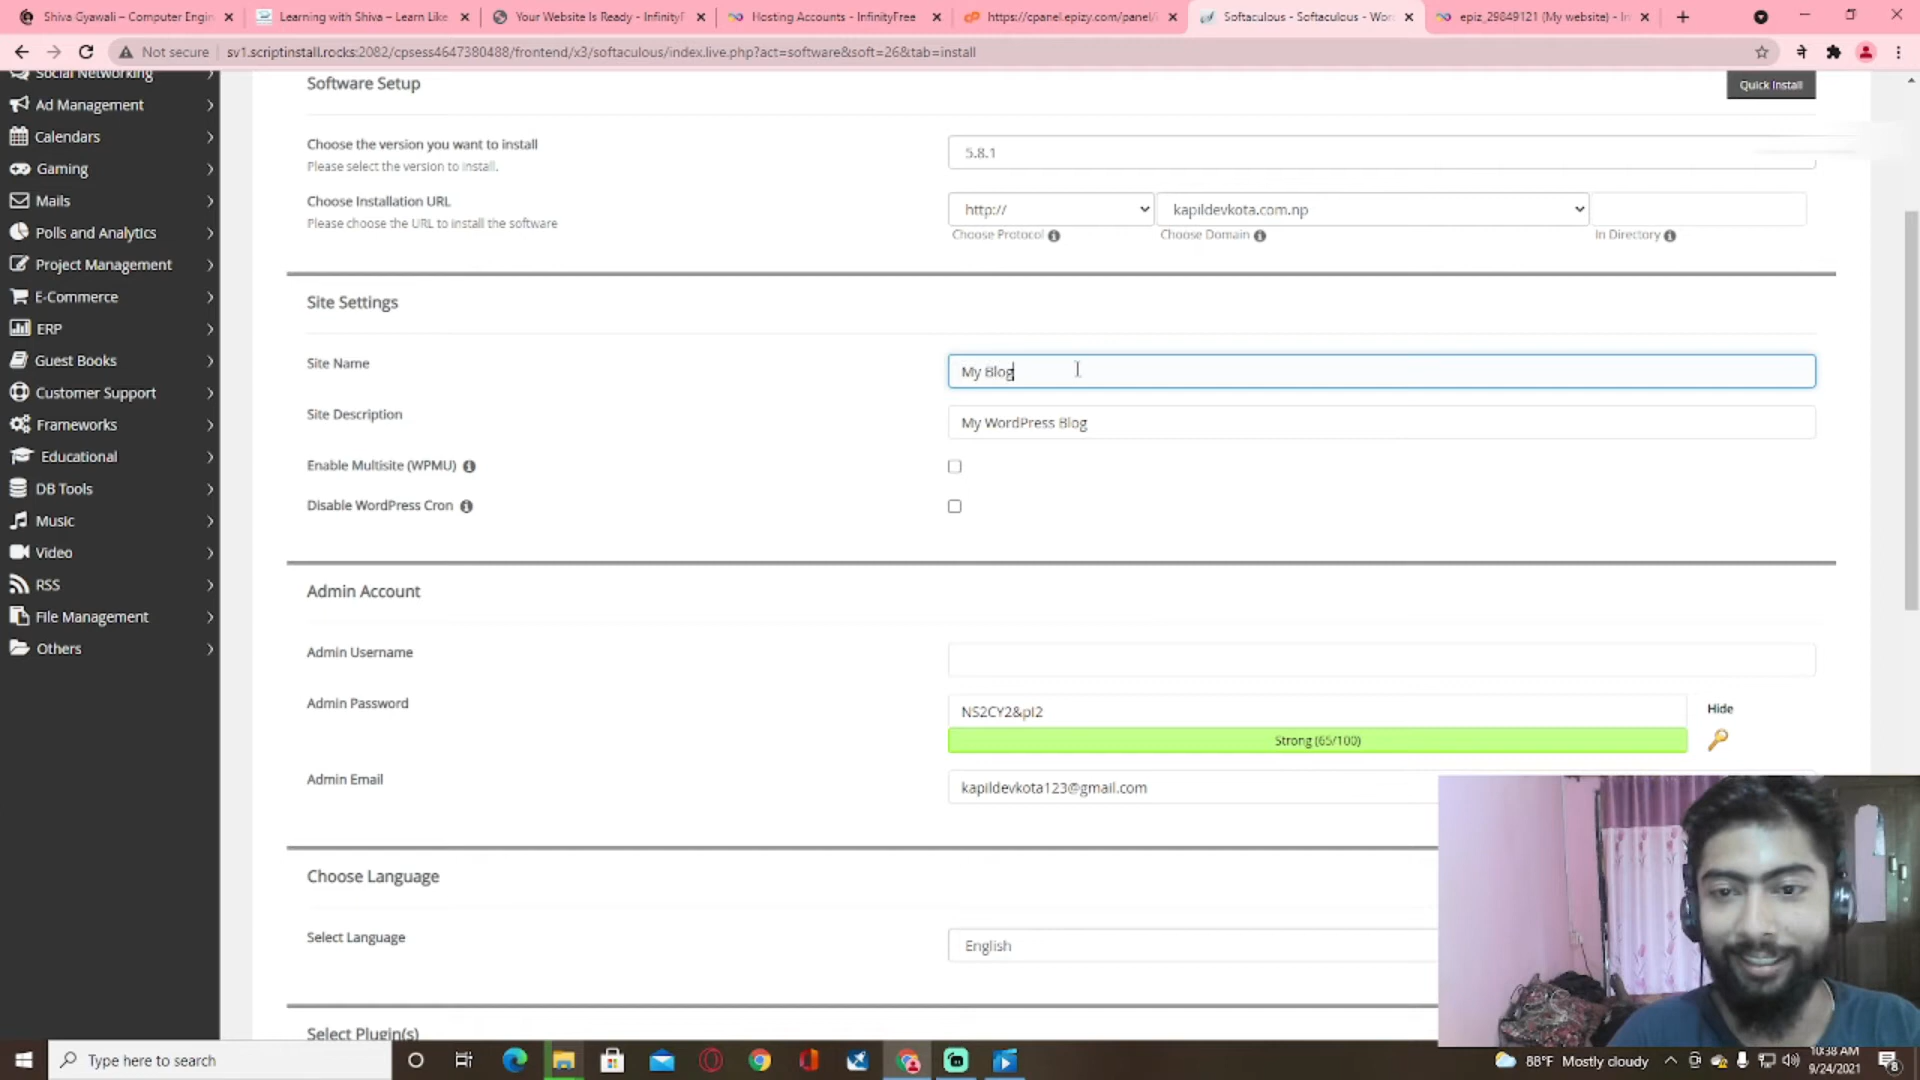 Shiva Gyawali – Computer Engin
Learning with Shiva – Learn Like
Your Website Is Ready - InfinityF
Hosting Accounts - InfinityFree
https://cpanel.epizy.com/panel/i
Softaculous - Softaculous - Wor
epiz_29849121 (My website) - In
Not secure
sv1.scriptinstall.rocks:2082/cpsess4647380488/frontend/x3/softaculous/index.live.php?act=software&soft=26&tab=install
Social Networking
Ad Management
Calendars
Gaming
Mails
Polls and Analytics
Project Management
E-Commerce
ERP
Guest Books
Customer Support
Frameworks
Educational
DB Tools
Music
Video
RSS
File Management
Others
Software Setup
Quick Install
Choose the version you want to install
Please select the version to install.
5.8.1
Choose Installation URL
Please choose the URL to install the software
http://
kapildevkota.com.np
Choose Protocol
Choose Domain
In Directory
Site Settings
Site Name
My Blog
Site Description
My WordPress Blog
Enable Multisite (WPMU)
Disable WordPress Cron
Admin Account
Admin Username
Admin Password
NS2CY2&pI2
Hide
Strong (65/100)
Admin Email
kapildevkota123@gmail.com
Choose Language
Select Language
English
Select Plugin(s)
Type here to search
88°F Mostly cloudy
10:38 AM
9/24/2021
8